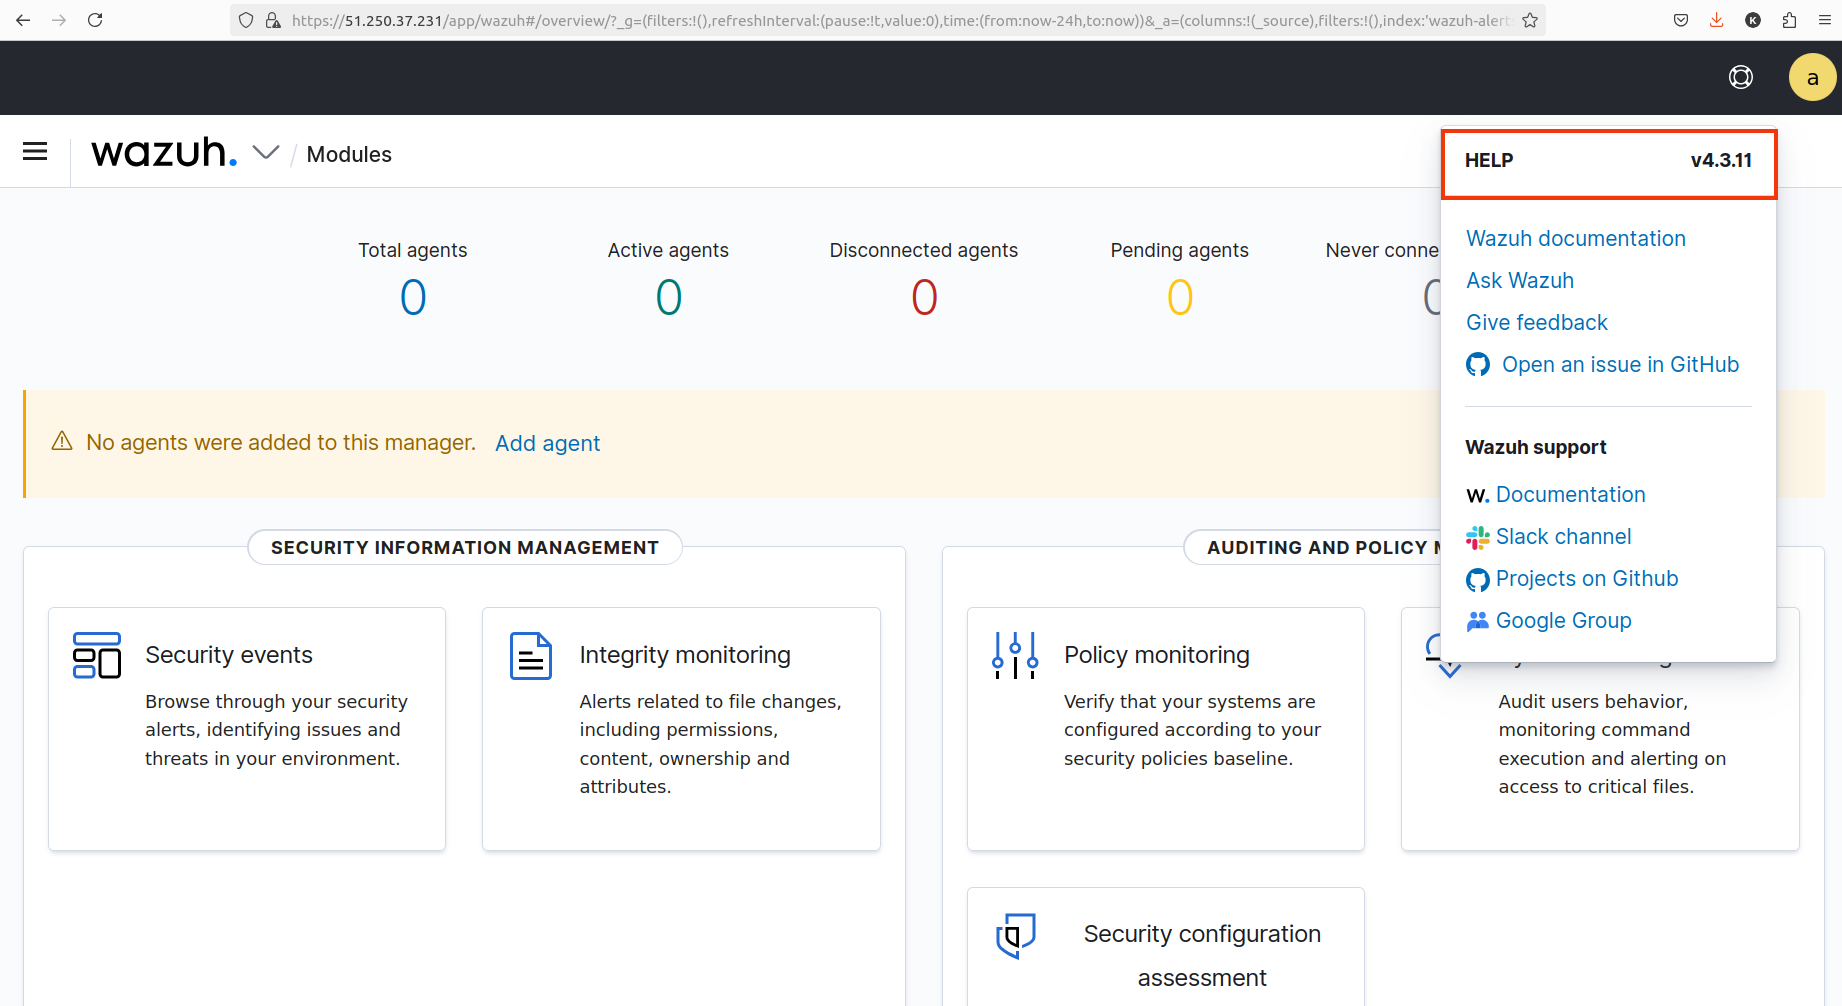 https://51.250.37.231/app/wazuh#/overview/?_g=(filters:!(),refreshInterval:(pause:!t,value:0),time:(from:now-24h,to:now))&_a=(columns:!(_source),filters:!(),index:'wazuh-alert
K
a
wazuh. / Modules
HELP v4.3.11
Wazuh documentation
Ask Wazuh
Give feedback
Open an issue in GitHub
Wazuh support
W. Documentation
Slack channel
Projects on Github
Google Group
Total agents
0
Active agents
0
Disconnected agents
0
Pending agents
0
Never conne
0
No agents were added to this manager. Add agent
SECURITY INFORMATION MANAGEMENT
Security events
Browse through your security
alerts, identifying issues and
threats in your environment.
Integrity monitoring
Alerts related to file changes,
including permissions,
content, ownership and
attributes.
AUDITING AND POLICY
Policy monitoring
Verify that your systems are
configured according to your
security policies baseline.
Audit users behavior,
monitoring command
execution and alerting on
access to critical files.
Security configuration
assessment